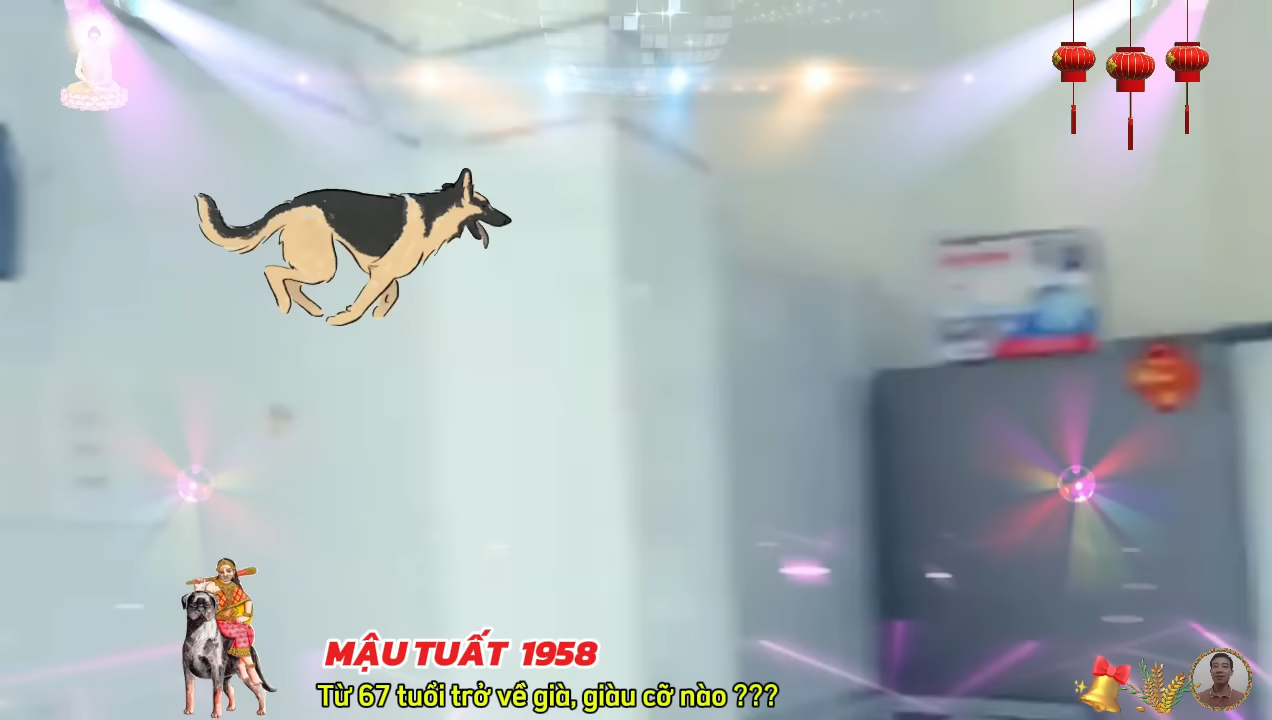 MẬU TUẤT 1958
Từ 67 tuổi trở về già, giàu cỡ nào ???